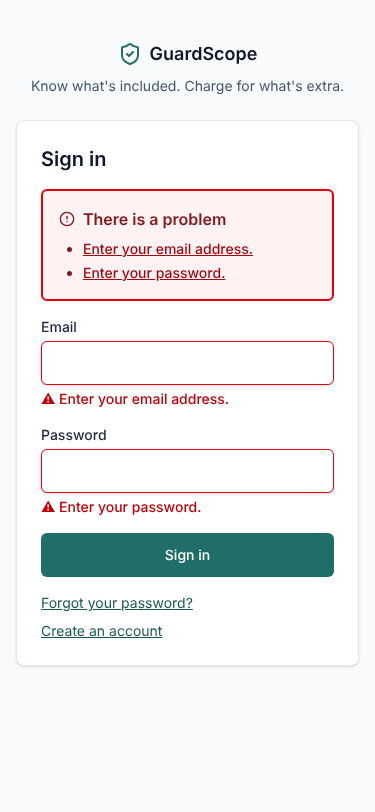 GuardScope
Know what's included. Charge for what's extra.
Sign in
There is a problem
Enter your email address.
Enter your password.
Email
Enter your email address.
Password
Enter your password.
Sign in
Forgot your password?
Create an account